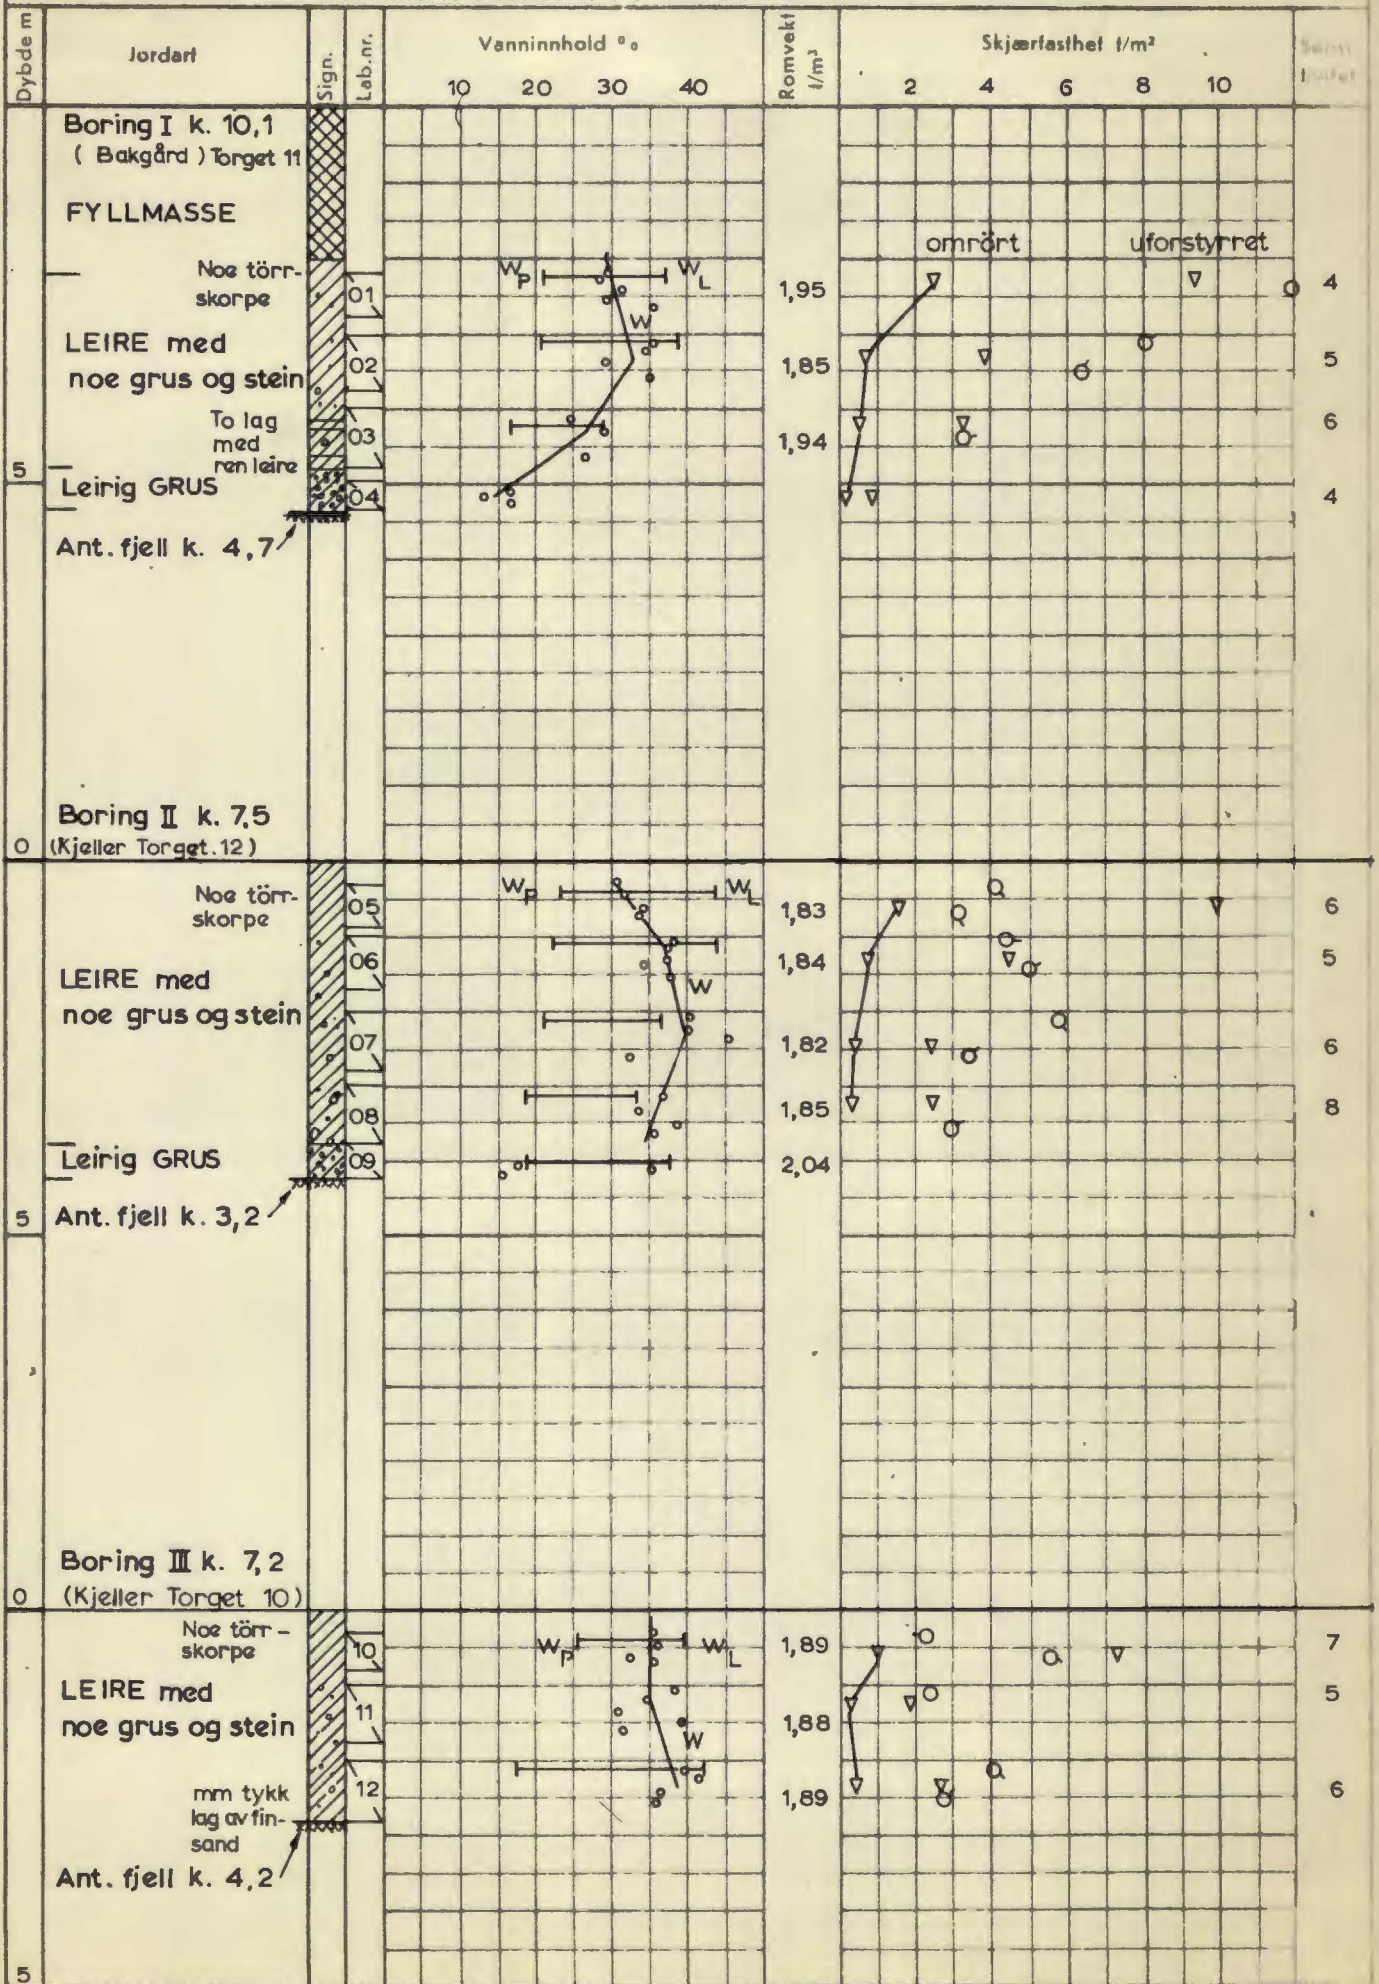 Dybde m
Jordart
Sign.
Lab.nr.
Vanninnhold %
10 20 30 40
Romvekt t/m³
Skjærfasthet t/m²
2 4 6 8 10
Boring I k. 10,1
( Bakgård ) Torget 11
FYLLMASSE
omrört uforstyrret
Noe törr-
skorpe
01
Wp WL
1,95
4
W
LEIRE med
noe grus og stein
02
1,85
5
To lag
med
ren leire
03
1,94
6
5
Leirig GRUS
04
4
Ant. fjell k. 4,7
Boring II k. 7,5
0
(Kjeller Torget. 12)
Noe törr-
skorpe
05
Wp WL
1,83
6
06
1,84
5
LEIRE med
noe grus og stein
W
07
1,82
6
08
1,85
8
Leirig GRUS
09
2,04
5
Ant. fjell k. 3,2
Boring III k. 7,2
0
(Kjeller Torget 10)
Noe törr-
skorpe
10
Wp WL
1,89
7
LEIRE med
noe grus og stein
11
1,88
5
W
mm tykk
lag av fin-
sand
12
1,89
6
Ant. fjell k. 4,2
5